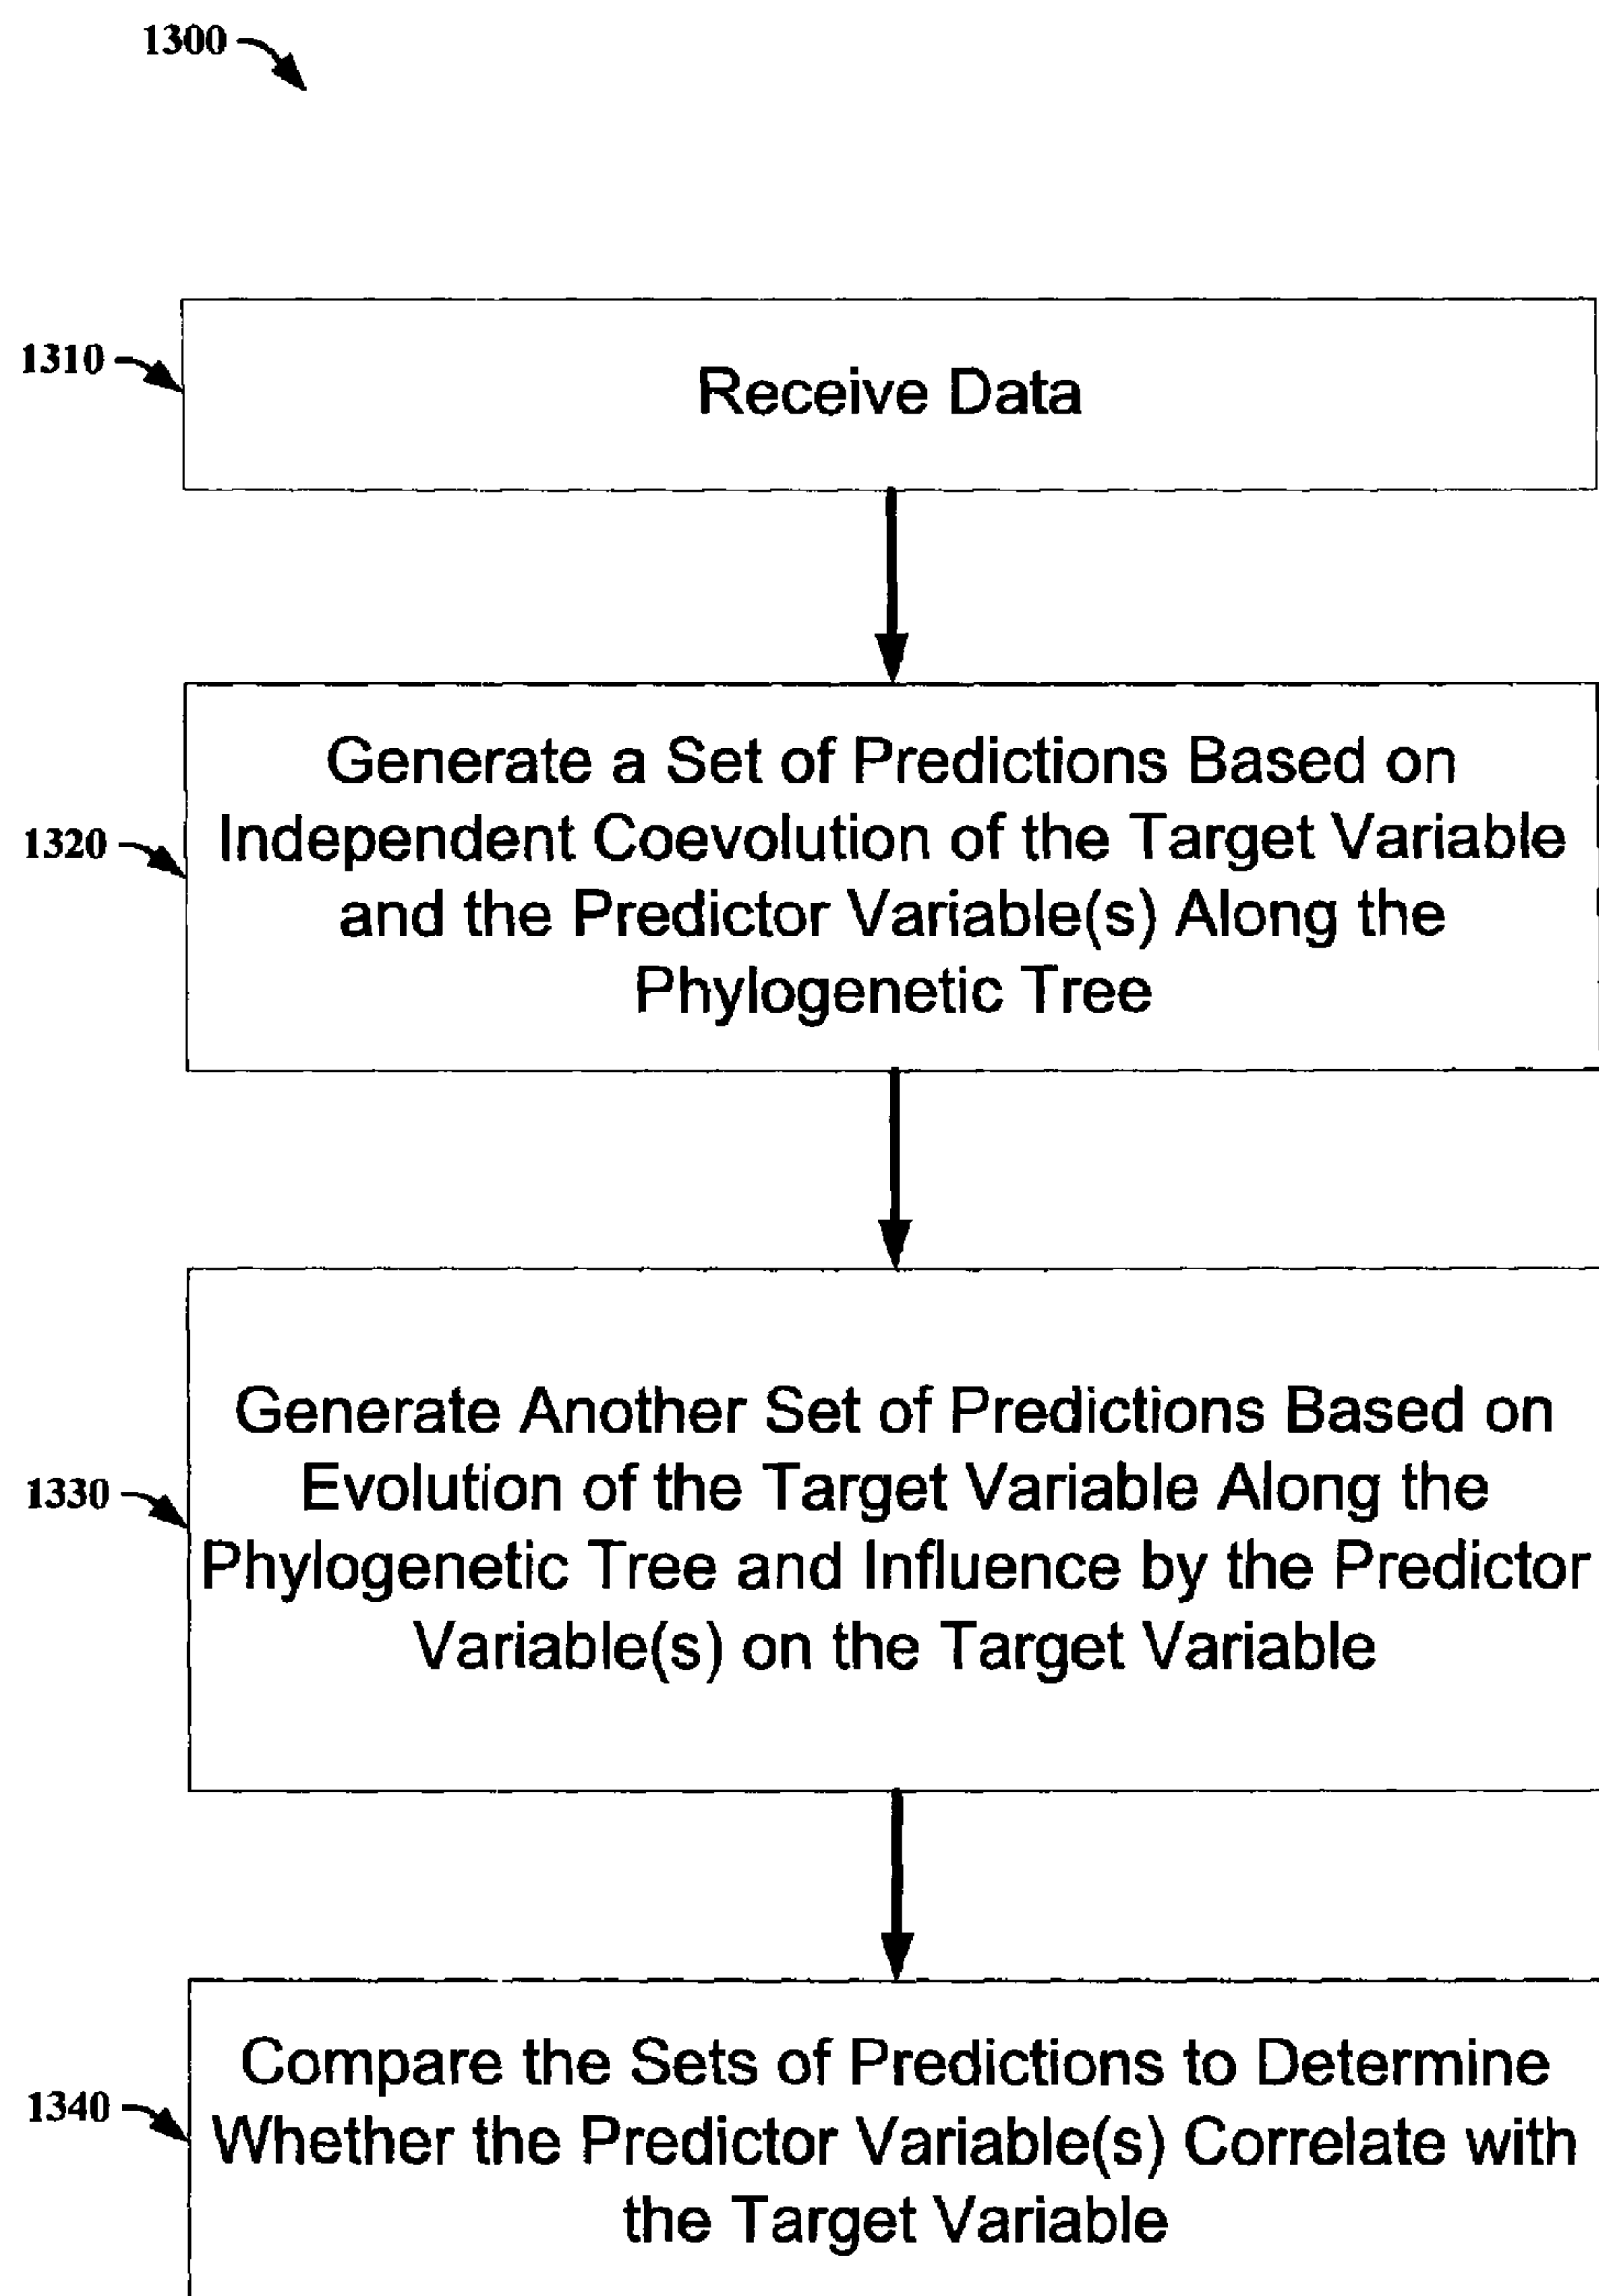 1300
1310
Receive Data
1320
Generate a Set of Predictions Based on
Independent Coevolution of the Target Variable
and the Predictor Variable(s) Along the
Phylogenetic Tree
1330
Generate Another Set of Predictions Based on
Evolution of the Target Variable Along the
Phylogenetic Tree and Influence by the Predictor
Variable(s) on the Target Variable
1340
Compare the Sets of Predictions to Determine
Whether the Predictor Variable(s) Correlate with
the Target Variable